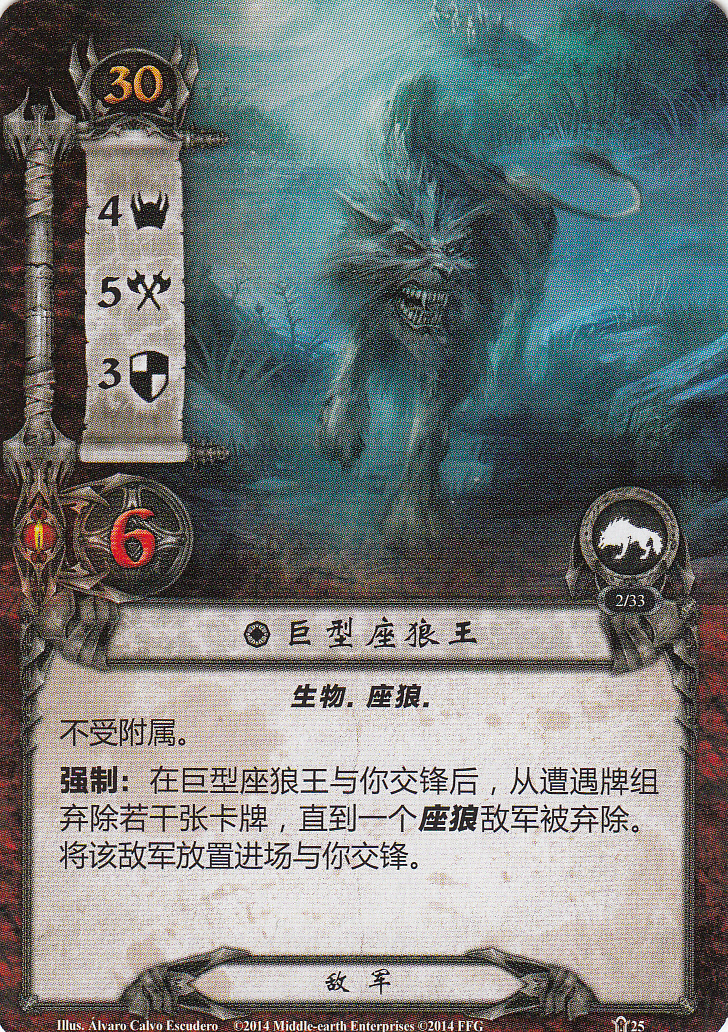 30
4
5
3
6
2/33
巨型座狼王
生物. 座狼.
不受附属。
强制：在巨型座狼王与你交锋后，从遭遇牌组
弃除若干张卡牌，直到一个座狼敌军被弃除。
将该敌军放置进场与你交锋。
敌军
Illus. Álvaro Calvo Escudero ©2014 Middle-earth Enterprises ©2014 FFG 25